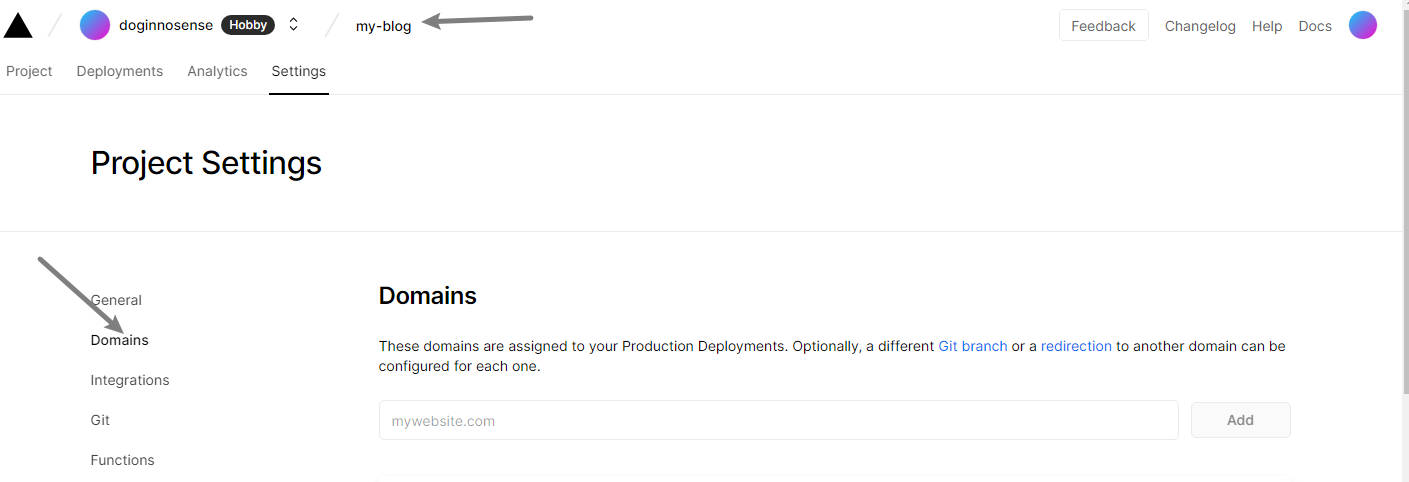 doginnosense Hobby my-blog Feedback Changelog Help Docs
Project Deployments Analytics Settings
Project Settings
General
Domains
Integrations
Git
Functions
Domains
These domains are assigned to your Production Deployments. Optionally, a different Git branch or a redirection to another domain can be
configured for each one.
mywebsite.com Add